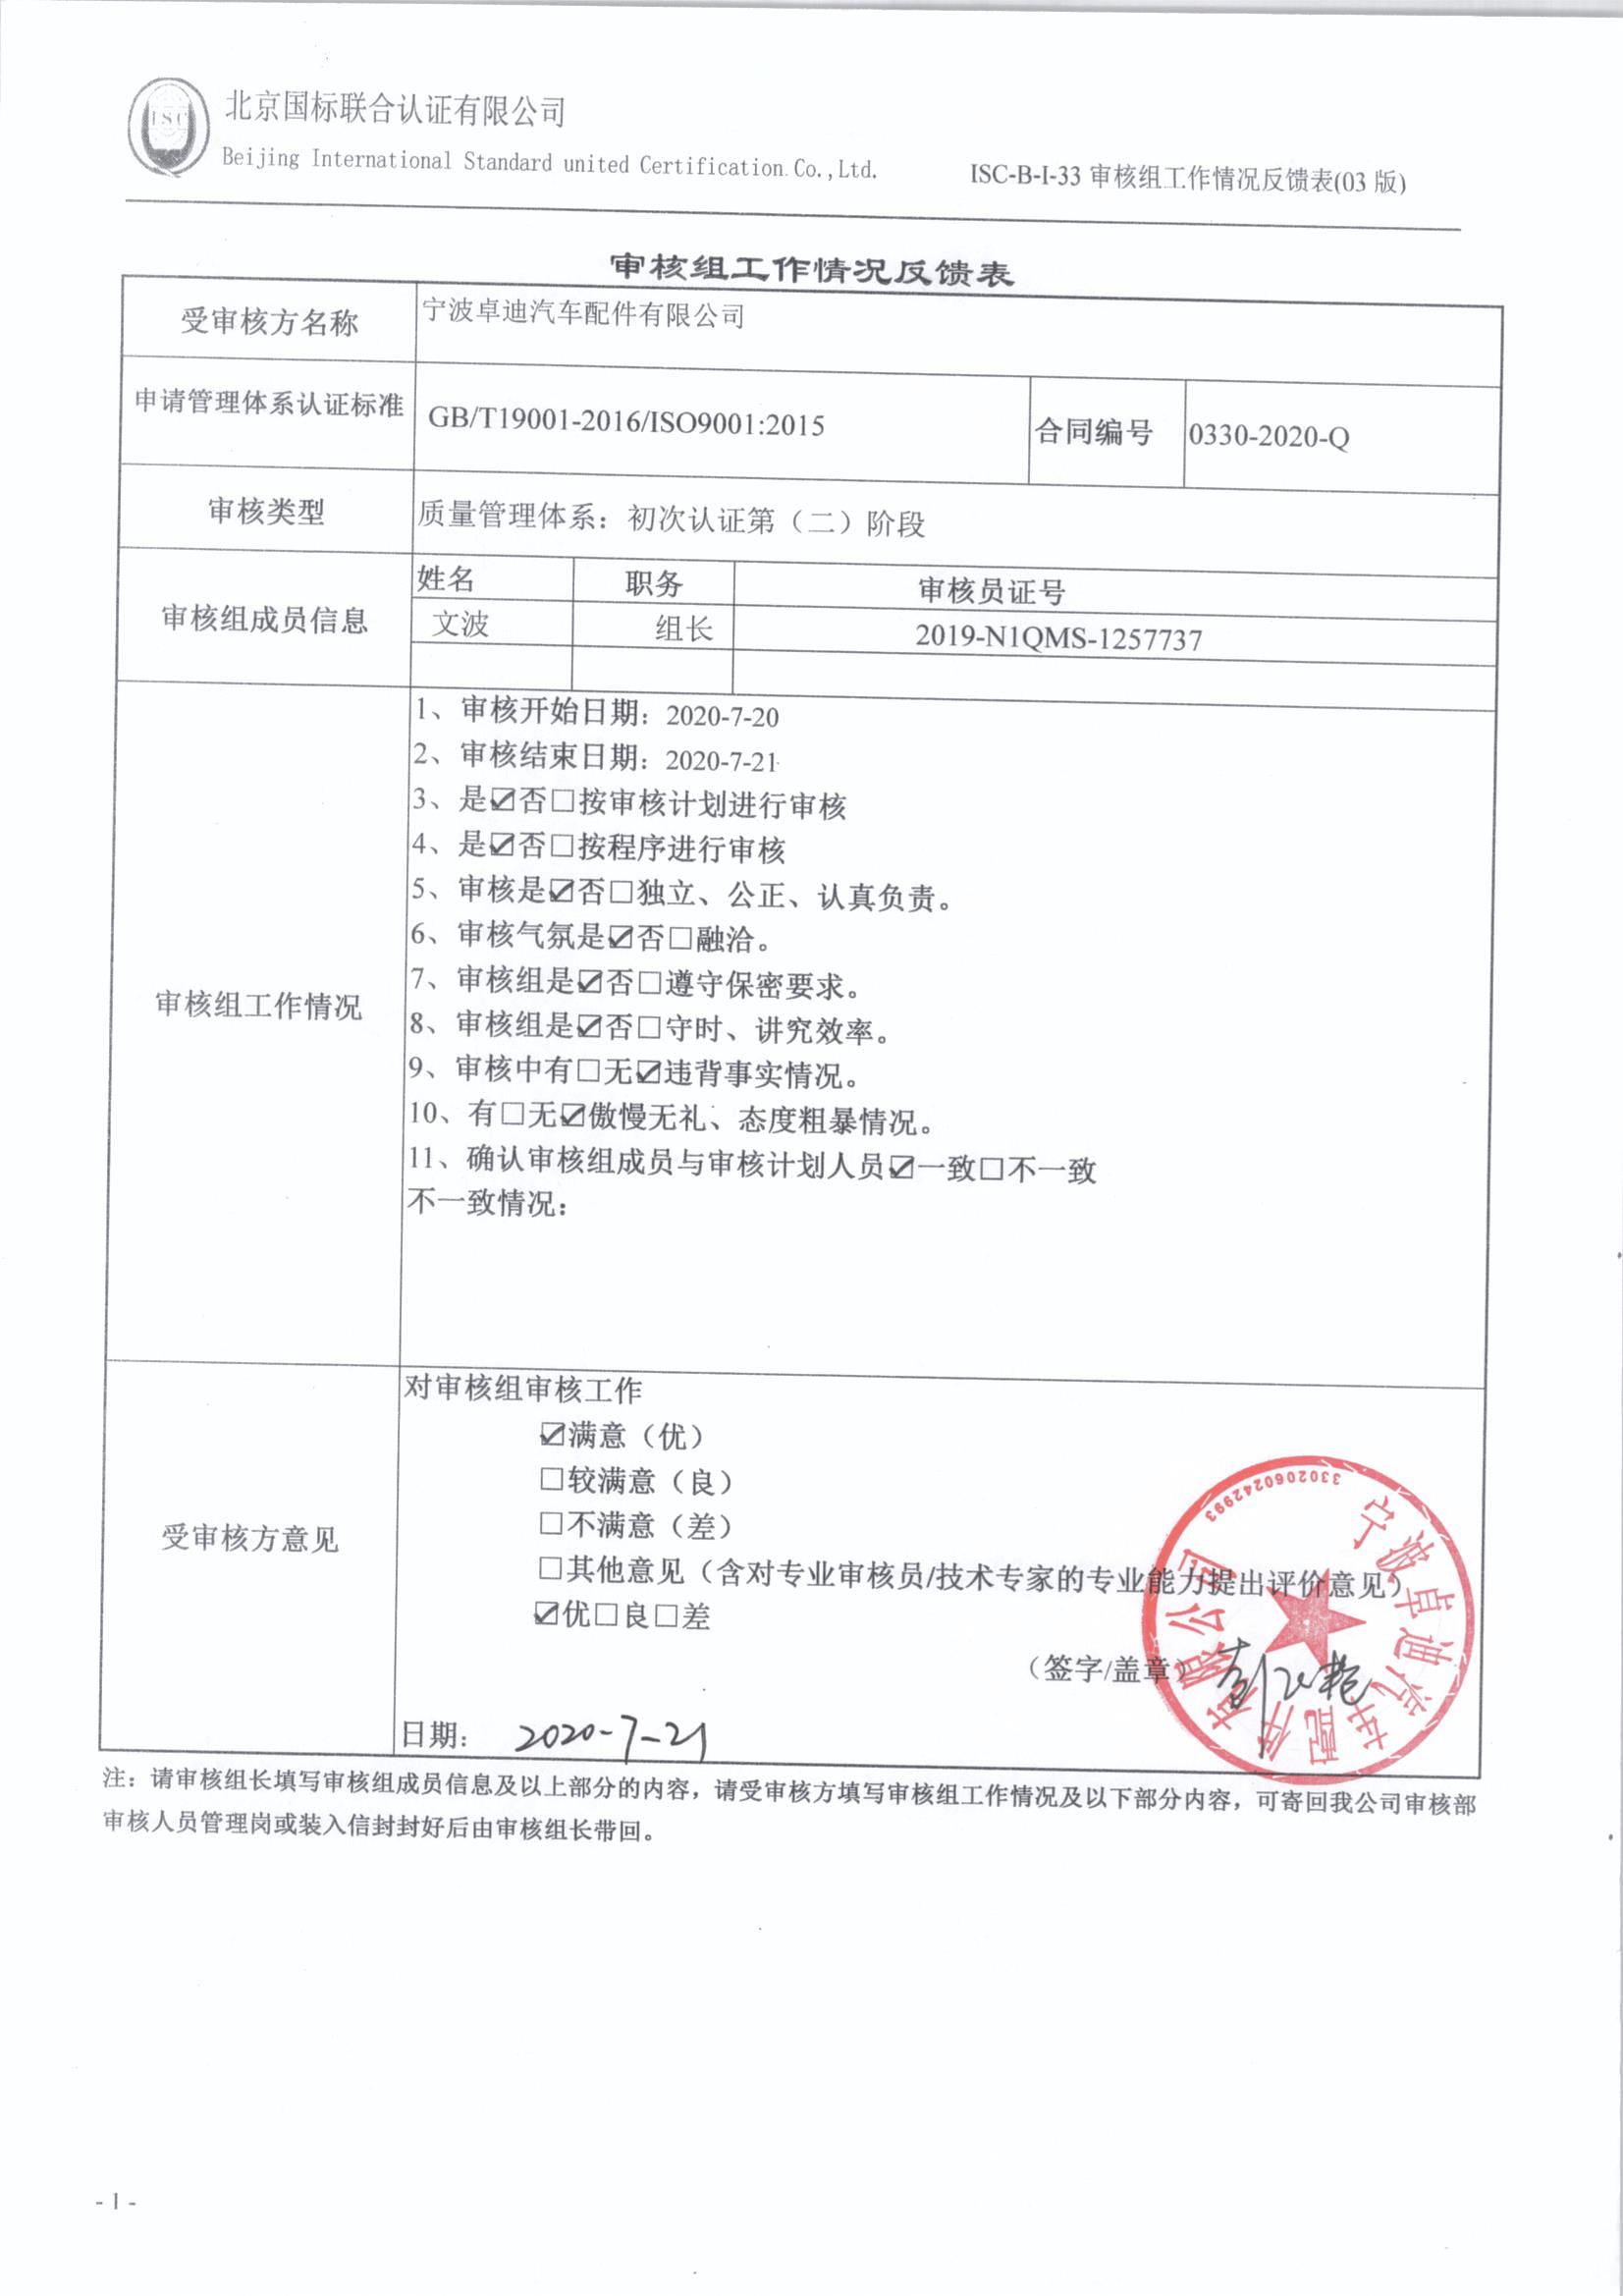 ISC
北京国标联合认证有限公司
Beijing International Standard united Certification Co.,Ltd.
ISC-B-I-33 审核组工作情况反馈表(03 版)
审核组工作情况反馈表
受审核方名称 宁波卓迪汽车配件有限公司
申请管理体系认证标准 GB/T19001-2016/ISO9001:2015 合同编号 0330-2020-Q
审核类型 质量管理体系：初次认证第（二）阶段
审核组成员信息
姓名 职务 审核员证号
文波 组长 2019-N1QMS-1257737
审核组工作情况
1、审核开始日期：2020-7-20
2、审核结束日期：2020-7-21
3、是☑否□按审核计划进行审核
4、是☑否□按程序进行审核
5、审核是☑否□独立、公正、认真负责。
6、审核气氛是☑否□融洽。
7、审核组是☑否□遵守保密要求。
8、审核组是☑否□守时、讲究效率。
9、审核中有□无☑违背事实情况。
10、有□无☑傲慢无礼、态度粗暴情况。
11、确认审核组成员与审核计划人员☑一致□不一致
不一致情况：
受审核方意见
对审核组审核工作
☑满意（优）
□较满意（良）
□不满意（差）
□其他意见（含对专业审核员/技术专家的专业能力提出评价意见）
☑优□良□差
（签字/盖章）
宁波卓迪汽车配件有限公司
3302060242993
日期： 2020-7-21
注：请审核组长填写审核组成员信息及以上部分的内容，请受审核方填写审核组工作情况及以下部分内容，可寄回我公司审核部
审核人员管理岗或装入信封封好后由审核组长带回。
- 1 -